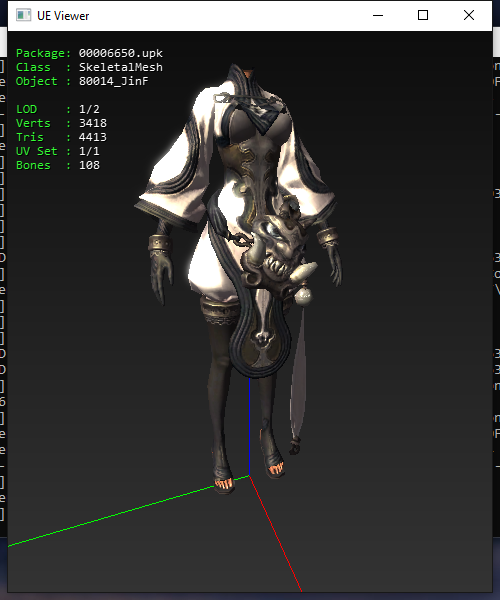 UE Viewer
Package: 00006650.upk
Class  : SkeletalMesh
Object : 80014_JinF
LOD    : 1/2
Verts  : 3418
Tris   : 4413
UV Set : 1/1
Bones  : 108